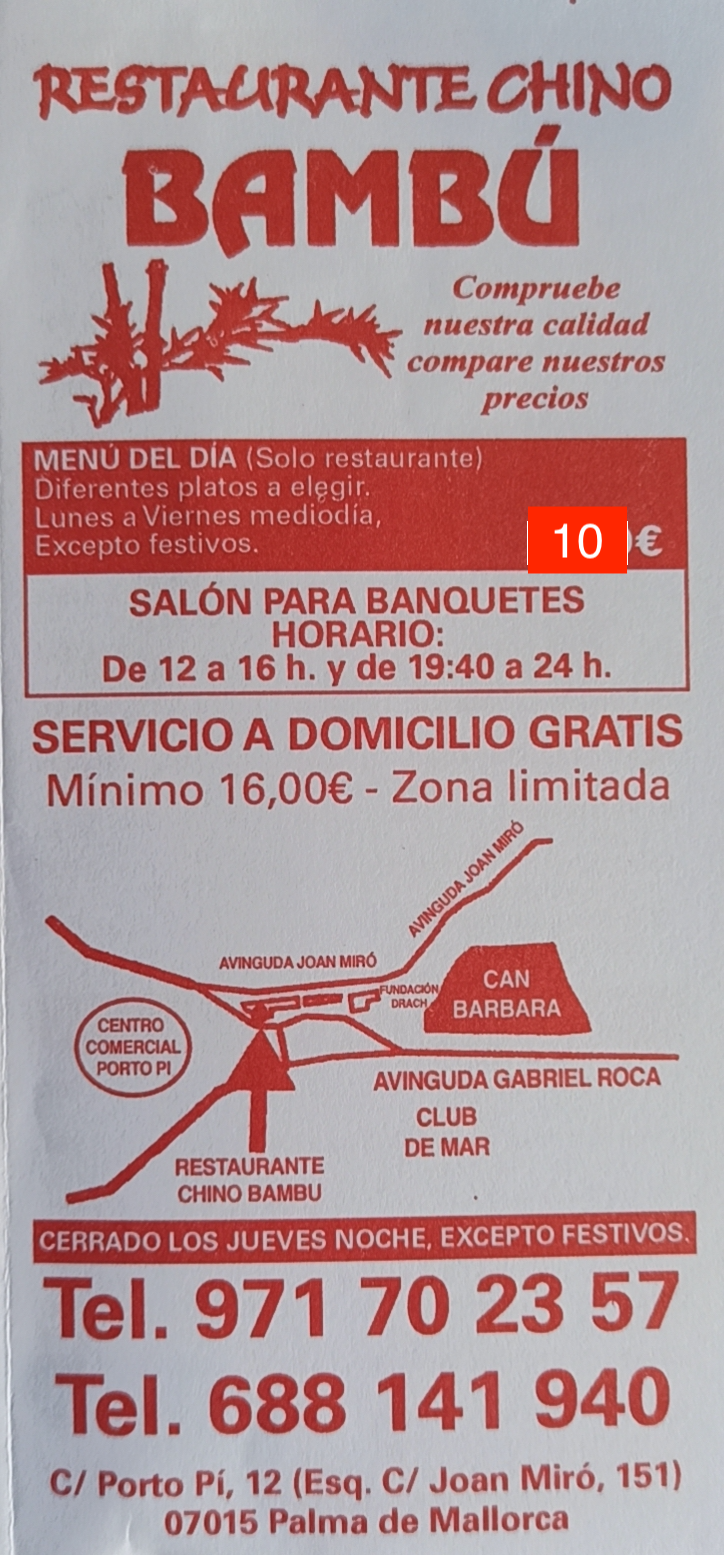 RESTAURANTE CHINO
BAMBÚ
Compruebe
nuestra calidad
compare nuestros
precios
MENÚ DEL DÍA (Solo restaurante)
Diferentes platos a elegir.
Lunes a Viernes mediodía,
Excepto festivos.
10 €
SALÓN PARA BANQUETES
HORARIO:
De 12 a 16 h. y de 19:40 a 24 h.
SERVICIO A DOMICILIO GRATIS
Mínimo 16,00€ - Zona limitada
AVINGUDA JOAN MIRÓ
AVINGUDA JOAN MIRÓ
FUNDACIÓN
DRACH
CAN
BARBARA
CENTRO
COMERCIAL
PORTO PI
AVINGUDA GABRIEL ROCA
CLUB
DE MAR
RESTAURANTE
CHINO BAMBU
CERRADO LOS JUEVES NOCHE, EXCEPTO FESTIVOS.
Tel. 971 70 23 57
Tel. 688 141 940
C/ Porto Pí, 12 (Esq. C/ Joan Miró, 151)
07015 Palma de Mallorca